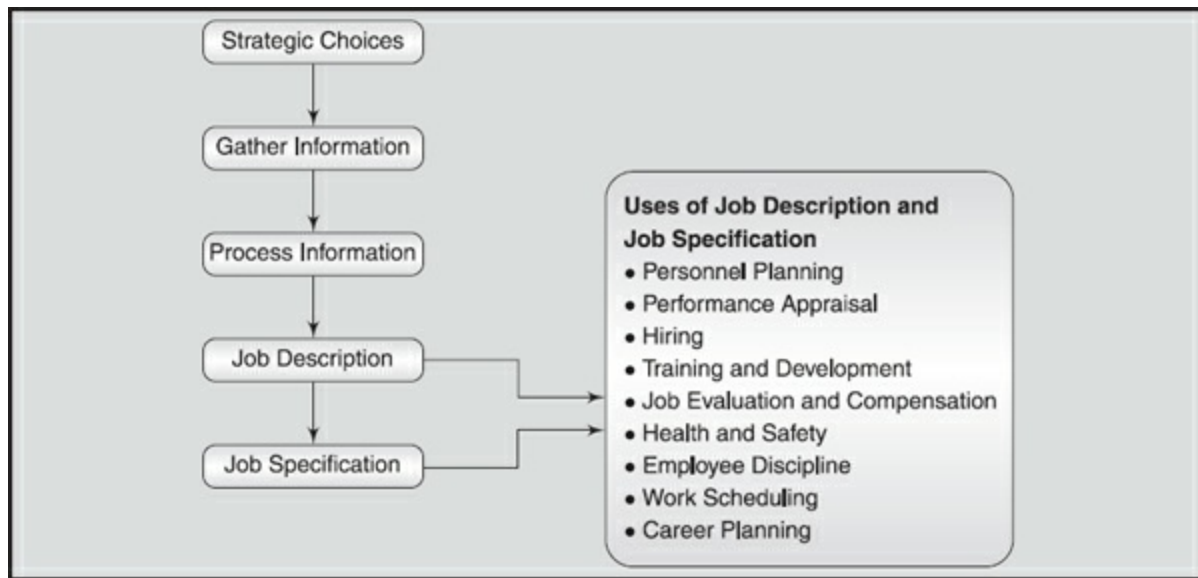 Strategic Choices
Gather Information
Process Information
Job Description
Job Specification
Uses of Job Description and
Job Specification
• Personnel Planning
• Performance Appraisal
• Hiring
• Training and Development
• Job Evaluation and Compensation
• Health and Safety
• Employee Discipline
• Work Scheduling
• Career Planning